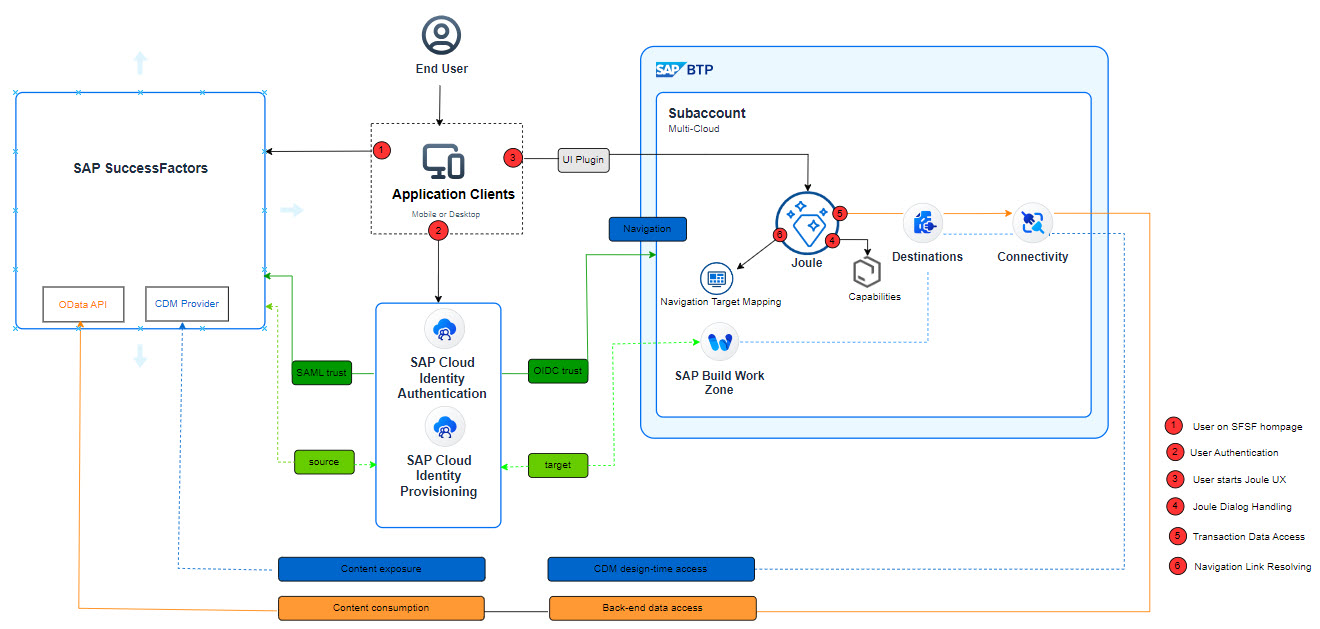 End User
SAP BTP
Subaccount
Multi-Cloud
SAP SuccessFactors
1
3
UI Plugin
Application Clients
Mobile or Desktop
2
Navigation
5
6
4
Joule
Destinations
Connectivity
Navigation Target Mapping
Capabilities
OData API
CDM Provider
SAML trust
SAP Cloud
Identity
Authentication
OIDC trust
SAP Build Work
Zone
source
SAP Cloud
Identity
Provisioning
target
1 User on SFSF hompage
2 User Authentication
3 User starts Joule UX
4 Joule Dialog Handling
5 Transaction Data Access
6 Navigation Link Resolving
Content exposure
CDM design-time access
Content consumption
Back-end data access